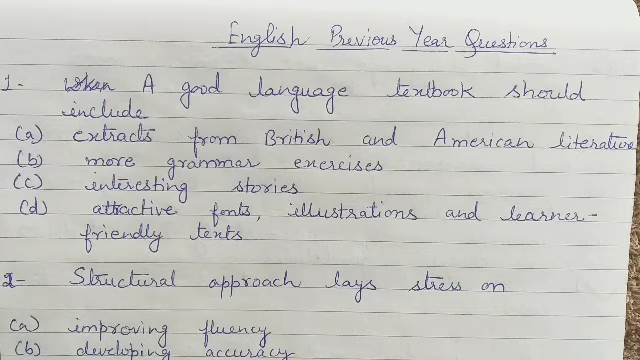 English Previous Year Questions
1. A good language textbook should
include
(a) extracts from British and American literature
(b) more grammar exercises
(c) interesting stories
(d) attractive fonts, illustrations and learner-
friendly texts
2- Structural approach lays stress on
(a) improving fluency
(b) developing accuracy